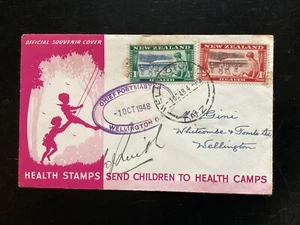 OFFICIAL SOUVENIR COVER
NEW ZEALAND
HEALTH
NEW ZEALAND
HEALTH
CHIEF POSTMASTER
-1 OCT 1948
WELLINGTON
N.Z.
Whitcombe & Tombs Ltd
Wellington
HEALTH STAMPS SEND CHILDREN TO HEALTH CAMPS